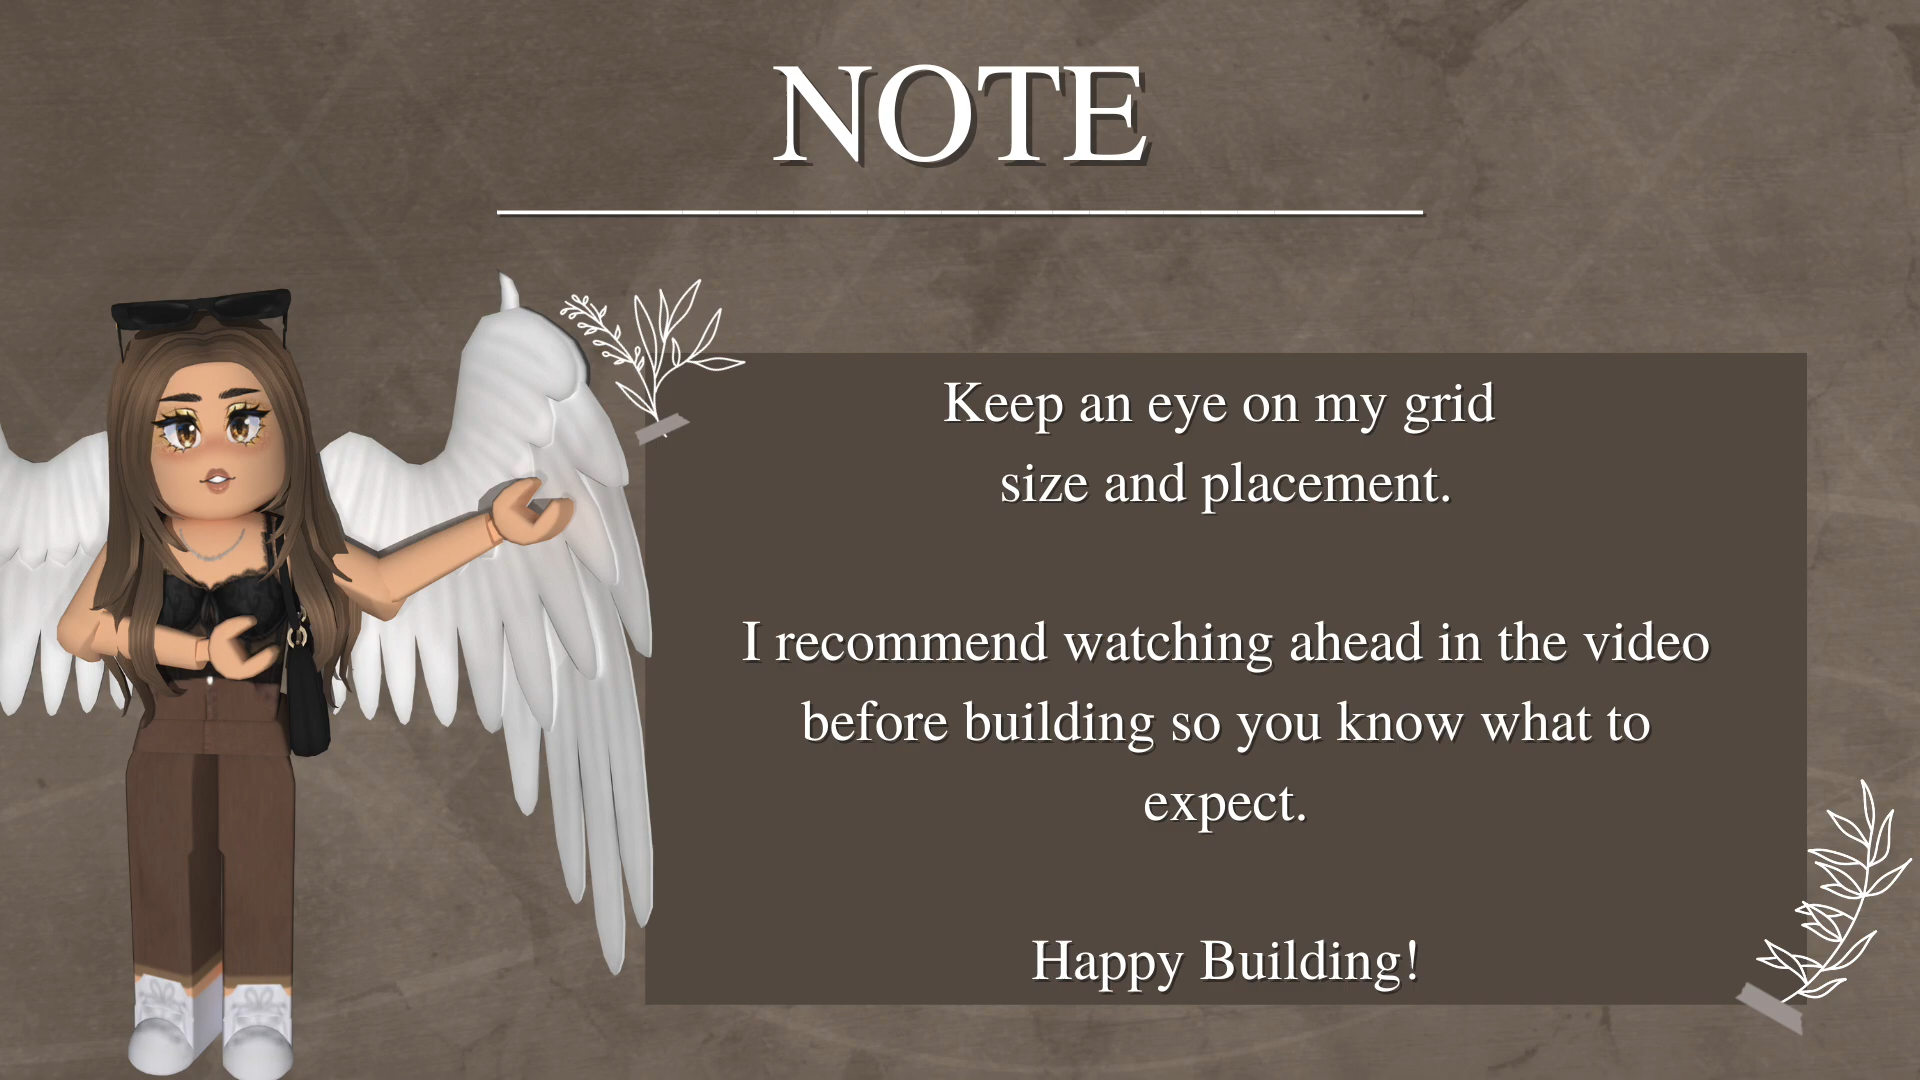 NOTE
Keep an eye on my grid
size and placement.
I recommend watching ahead in the video
before building so you know what to
expect.
Happy Building!